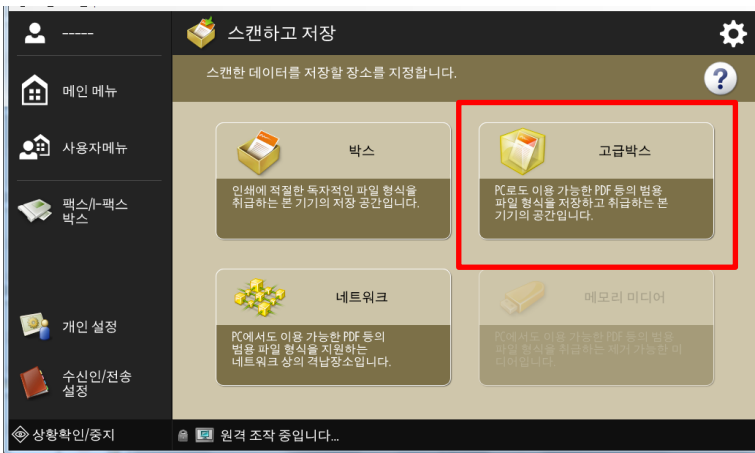 -----
스캔하고 저장
스캔한 데이터를 저장할 장소를 지정합니다.
?
메인 메뉴
사용자메뉴
팩스/I-팩스
박스
개인 설정
수신인/전송
설정
박스
인쇄에 적절한 독자적인 파일 형식을
취급하는 본 기기의 저장 공간입니다.
고급박스
PC로도 이용 가능한 PDF 등의 범용
파일 형식을 저장하고 취급하는 본
기기의 공간입니다.
네트워크
PC에서도 이용 가능한 PDF 등의
범용 파일 형식을 지원하는
네트워크 상의 격납장소입니다.
메모리 미디어
PC에서도 이용 가능한 PDF 등의 범용
파일 형식을 취급하는 제거 가능한 미
디어입니다.
상황확인/중지
원격 조작 중입니다...